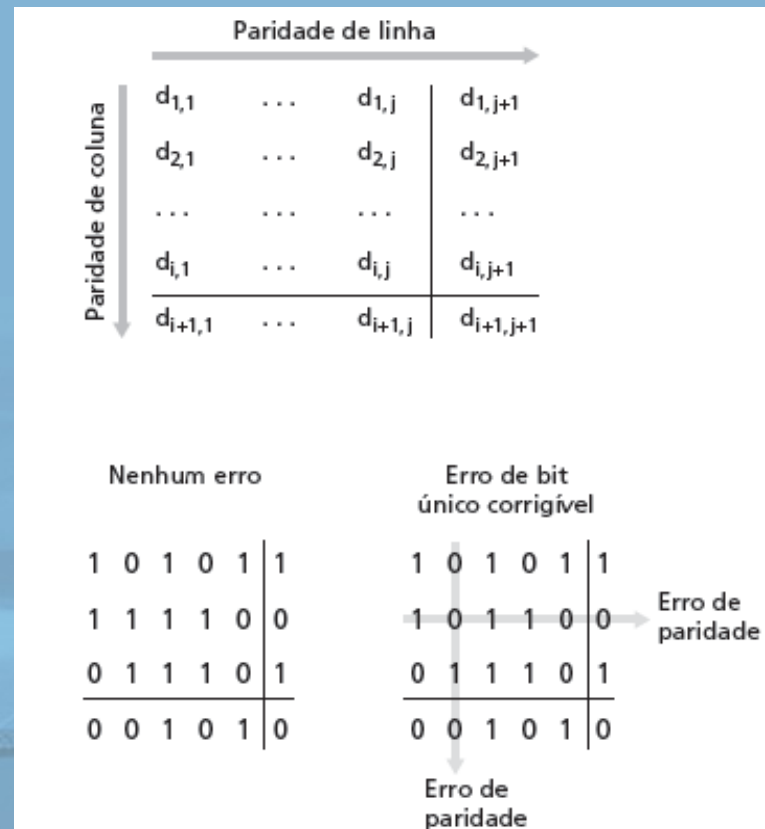 Paridade de linha
Paridade de coluna
d1,1 . . . d1,j d1,j+1
d2,1 . . . d2,j d2,j+1
. . . . . . . . . . . .
di,1 . . . di,j di,j+1
di+1,1 . . . di+1,j di+1,j+1
Nenhum erro
1 0 1 0 1 1
1 1 1 1 0 0
0 1 1 1 0 1
0 0 1 0 1 0
Erro de bit
único corrigível
1 0 1 0 1 1
1 0 1 1 0 0
0 1 1 1 0 1
0 0 1 0 1 0
Erro de
paridade
Erro de
paridade